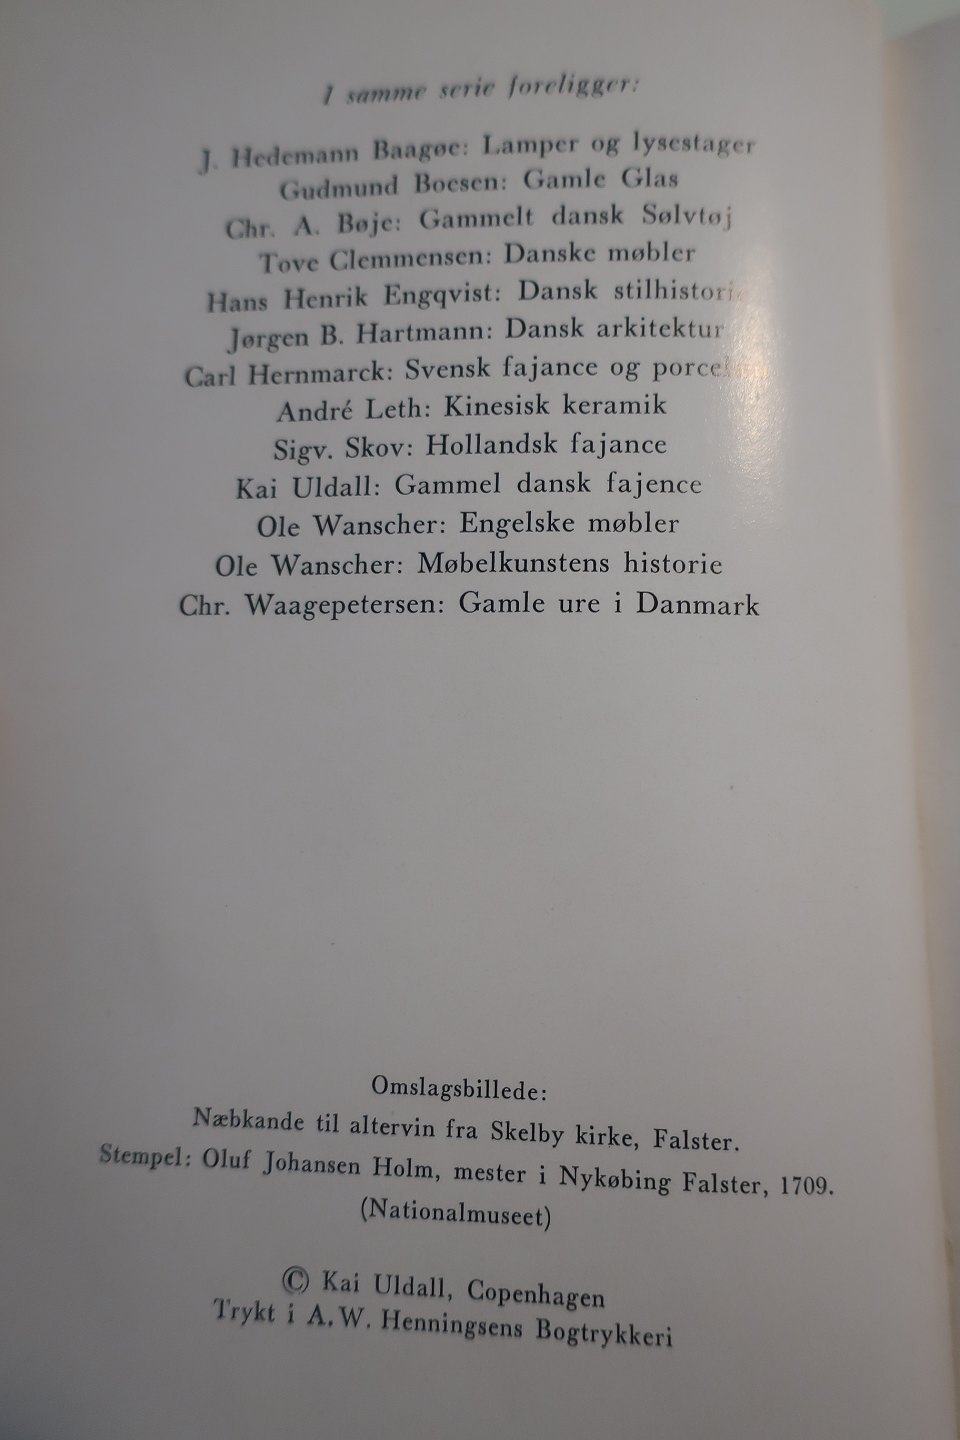 I samme serie foreligger:
J. Hedemann Baagøe: Lamper og lysestager
Gudmund Boesen: Gamle Glas
Chr. A. Bøje: Gammelt dansk Sølvtøj
Tove Clemmensen: Danske møbler
Hans Henrik Engqvist: Dansk stilhistorie
Jørgen B. Hartmann: Dansk arkitektur
Carl Hernmarck: Svensk fajance og
André Leth: Kinesisk keramik
Sigv. Skov: Hollandsk fajance
Kai Uldall: Gammel dansk fajence
Ole Wanscher: Engelske møbler
Ole Wanscher: Møbelkunstens historie
Chr. Waagepetersen: Gamle ure i Danmark
Omslagsbillede:
Næbkande til altervin fra Skelby kirke, Falster.
Stempel: Oluf Johansen Holm, mester i Nykøbing Falster, 1709.
(Nationalmuseet)
© Kai Uldall, Copenhagen
Trykt i A.W. Henningsens Bogtrykkeri